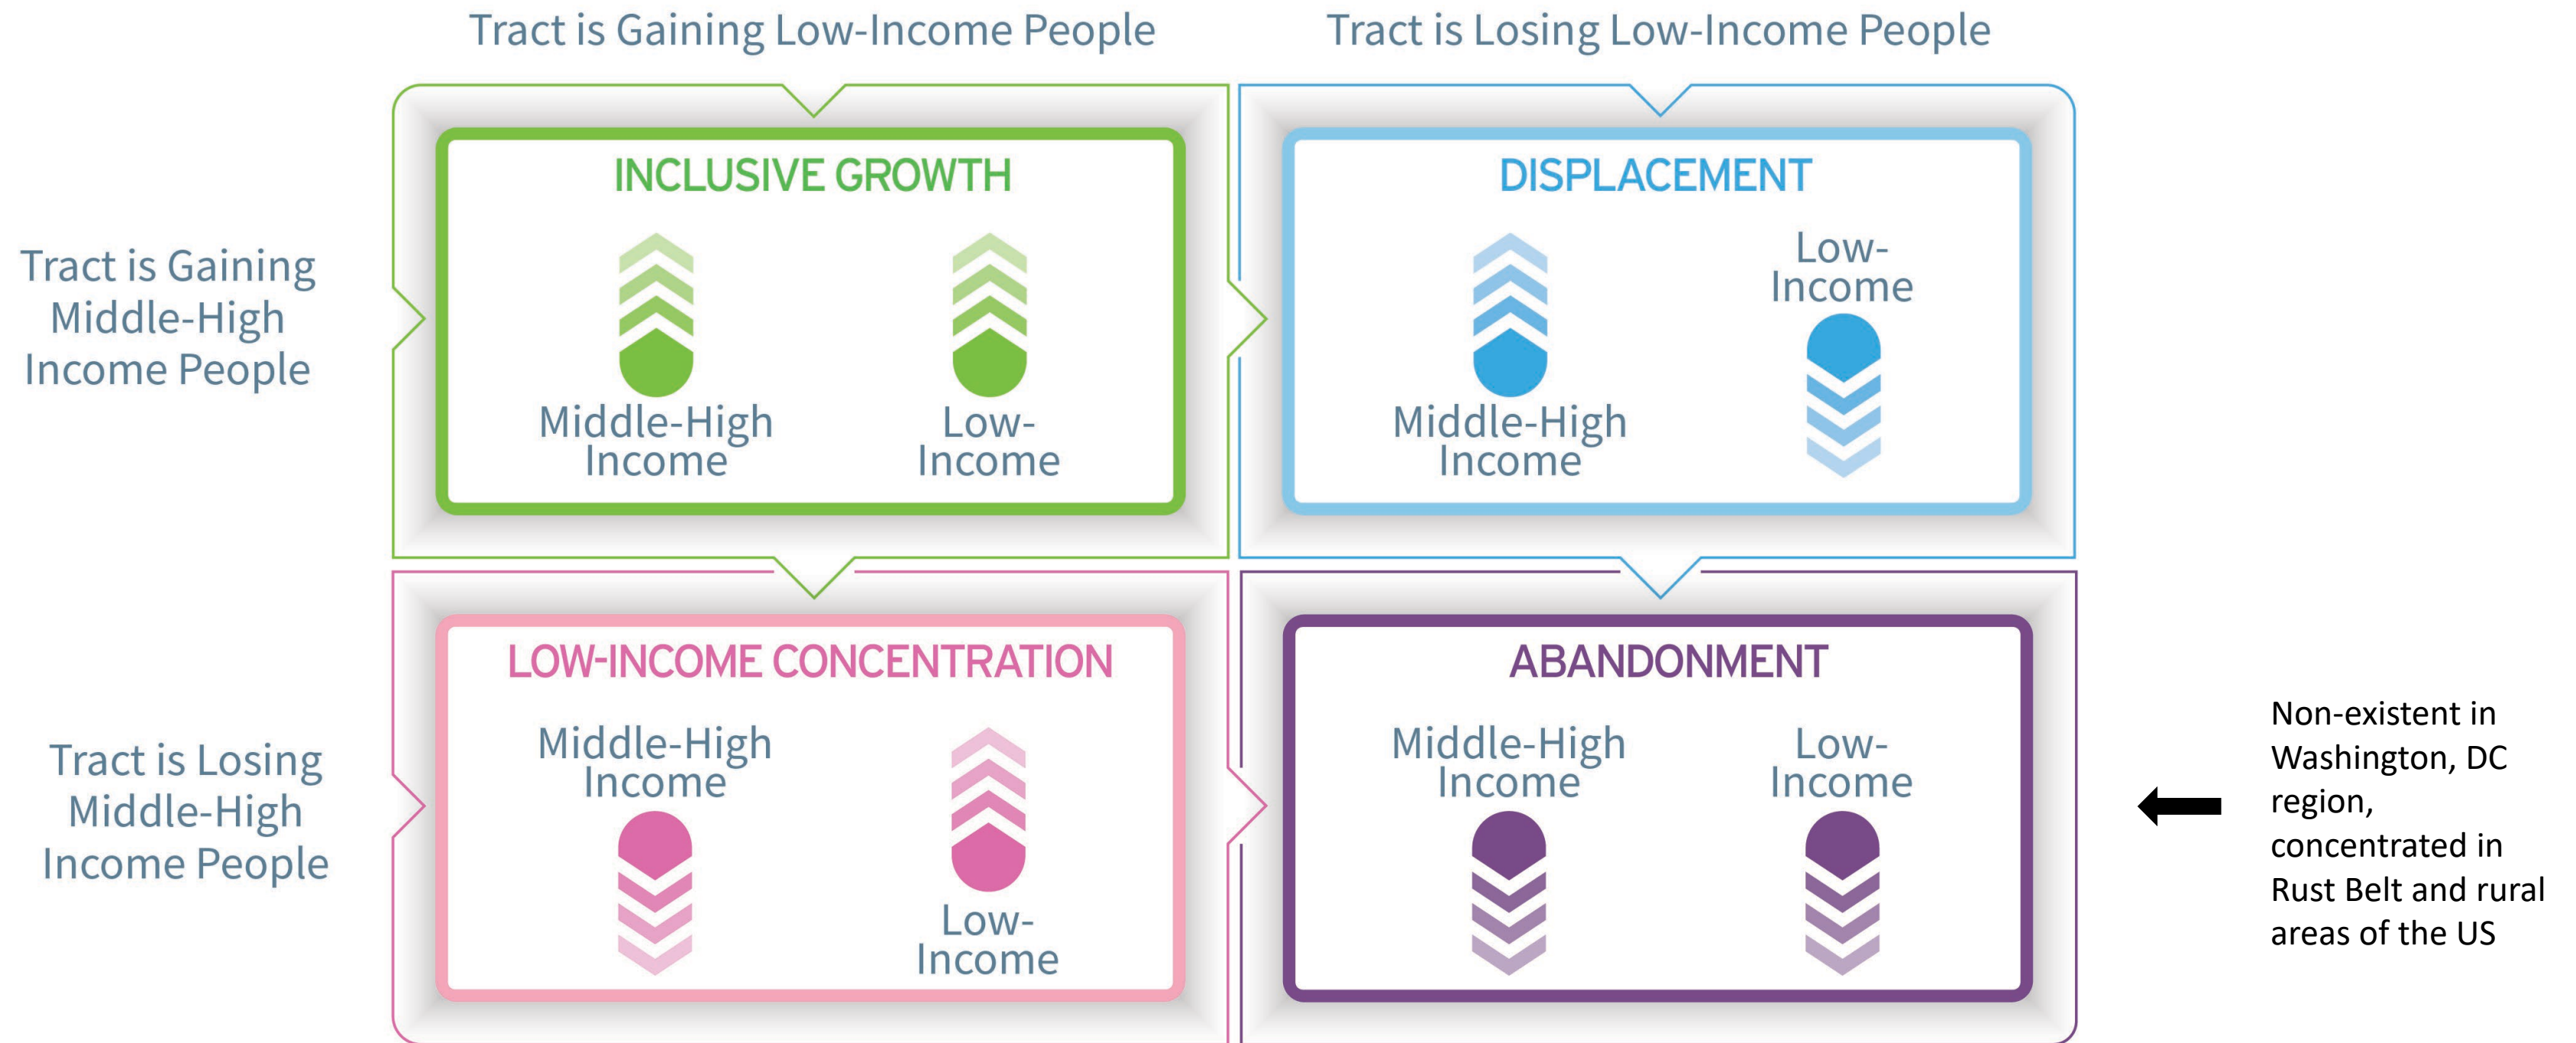 Tract is Gaining Low-Income People
Tract is Losing Low-Income People
Tract is Gaining
Middle-High
Income People
INCLUSIVE GROWTH
Middle-High
Income
Low-
Income
DISPLACEMENT
Middle-High
Income
Low-
Income
Tract is Losing
Middle-High
Income People
LOW-INCOME CONCENTRATION
Middle-High
Income
Low-
Income
ABANDONMENT
Middle-High
Income
Low-
Income
Non-existent in
Washington, DC
region,
concentrated in
Rust Belt and rural
areas of the US